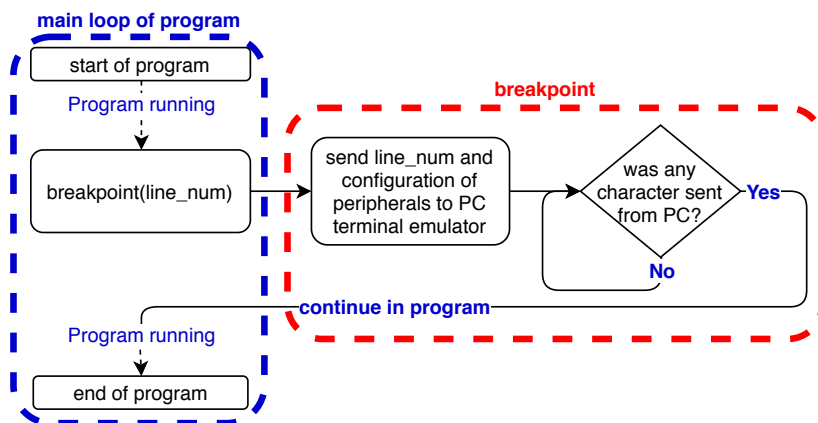 main loop of program
start of program
Program running
breakpoint(line_num)
breakpoint
send line_num and
configuration of
peripherals to PC
terminal emulator
was any
character sent
from PC?
Yes
No
continue in program
Program running
end of program